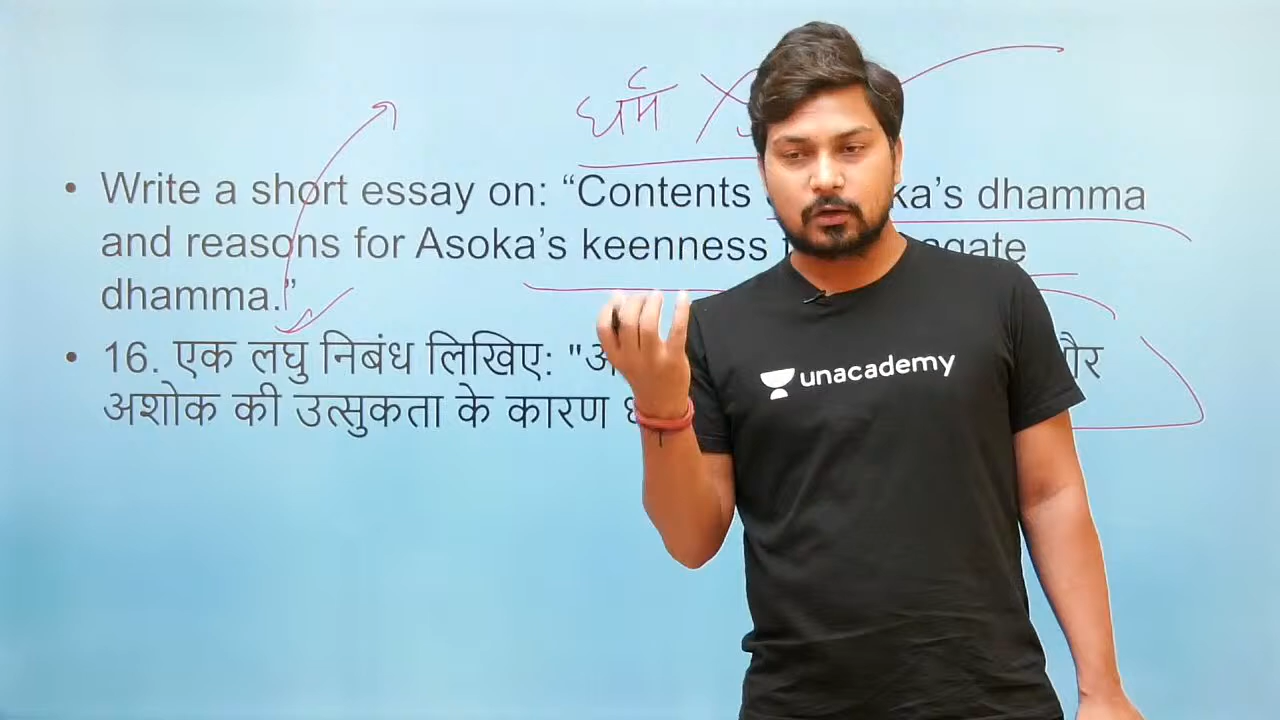 धर्म
• Write a short essay on: “Contents ka’s dhamma
and reasons for Asoka’s keenness
dhamma.”
• 16. एक लघु निबंध लिखिए: "अ और
अशोक की उत्सुकता के कारण
unacademy